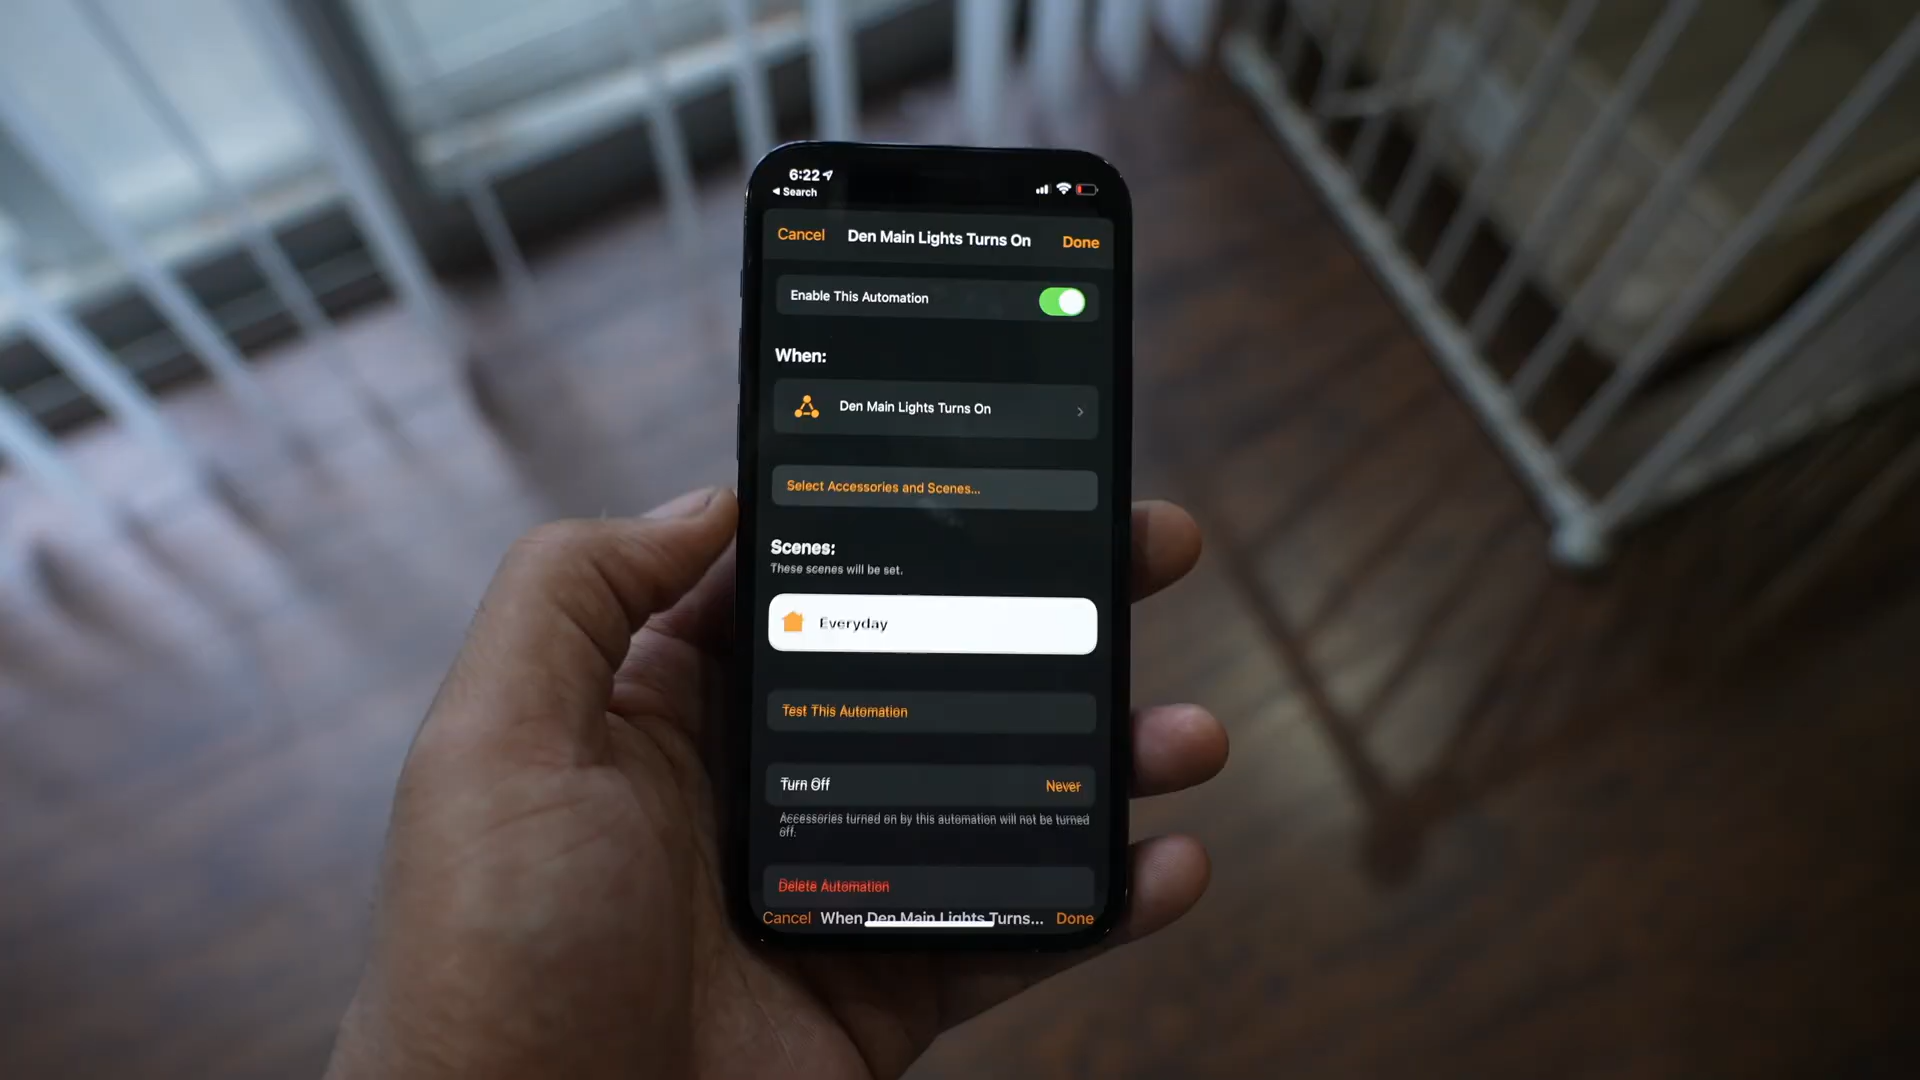 6:22
Search
Cancel Den Main Lights Turns On Done
Enable This Automation
When:
Den Main Lights Turns On
Select Accessories and Scenes...
Scenes:
These scenes will be set.
Everyday
Test This Automation
Turn Off Never
Accessories turned on by this automation will not be turned
off.
Delete Automation
Cancel When Den Main Lights Turns... Done